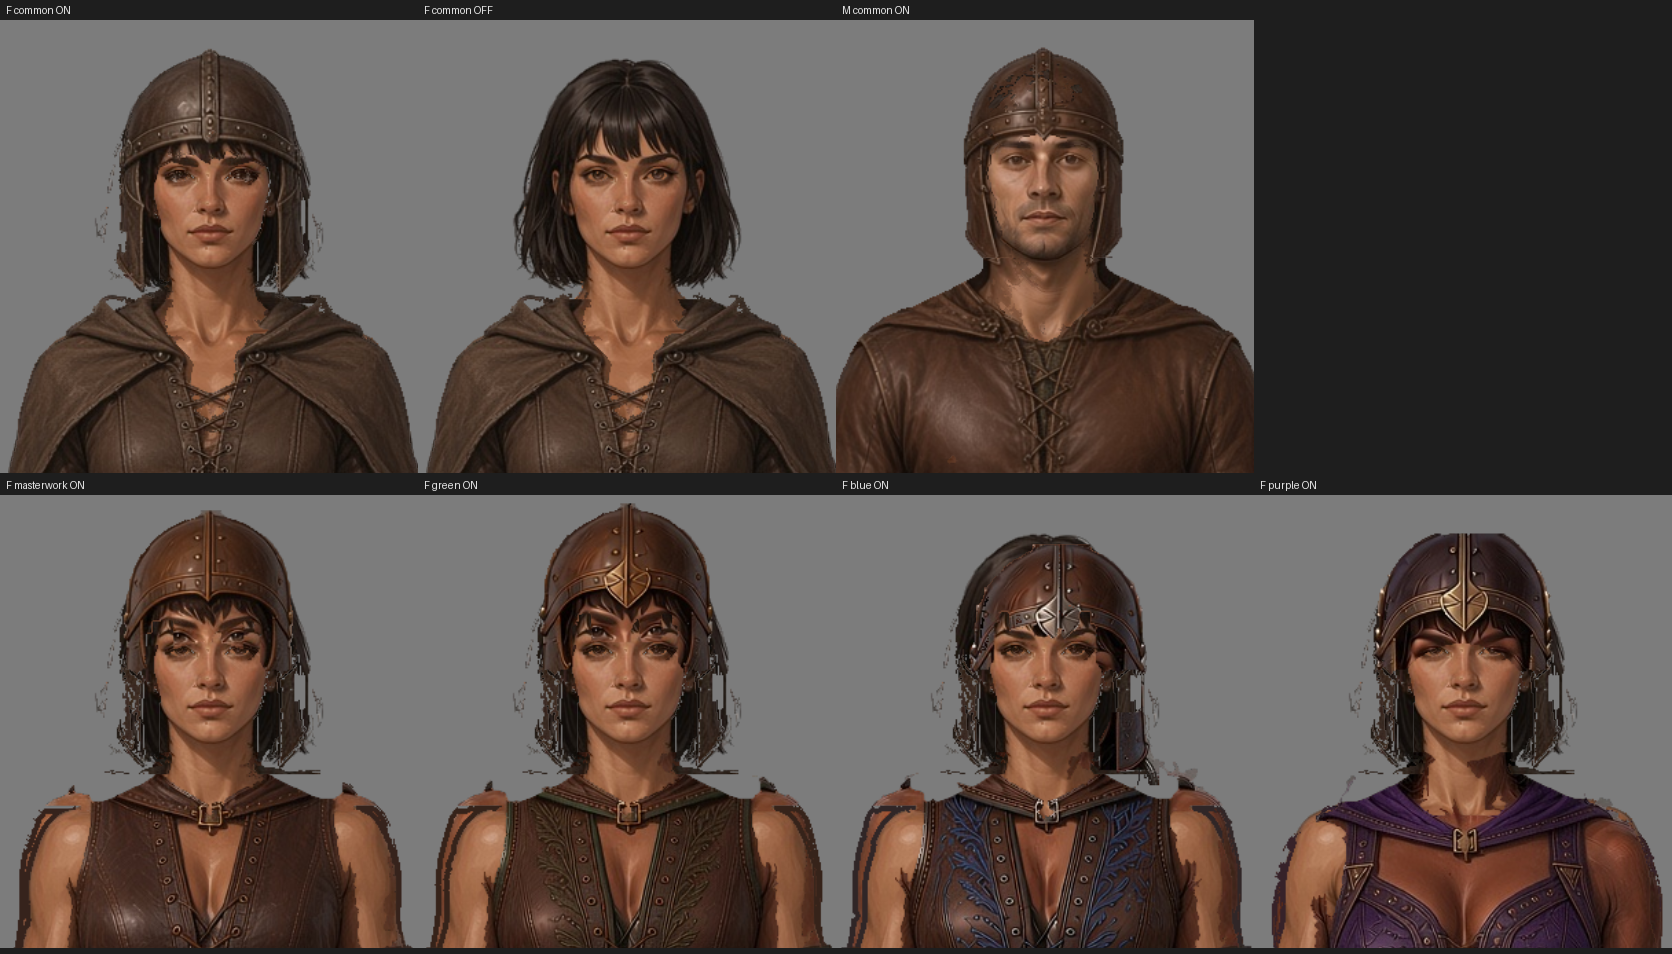 F common ON
F common OFF
M common ON
F masterwork ON
F green ON
F blue ON
F purple ON